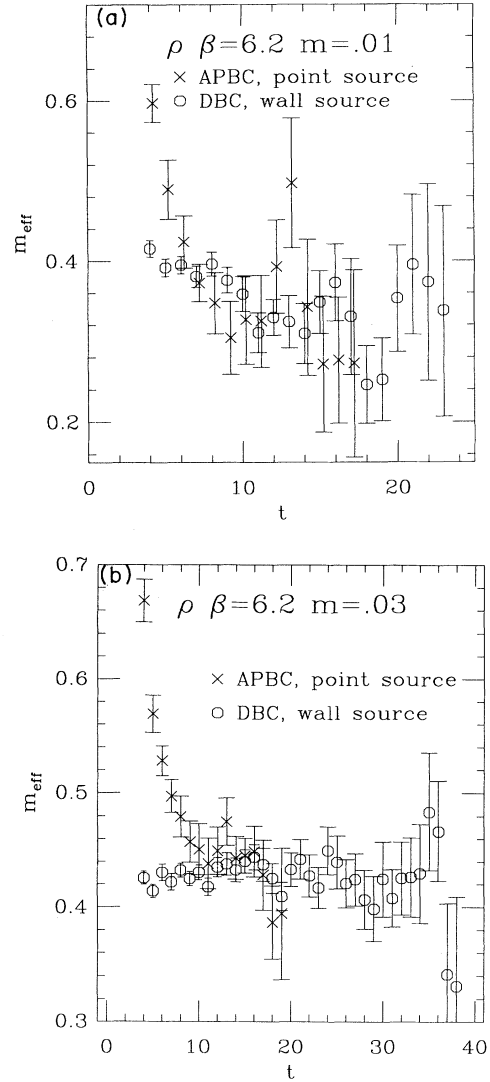 (a)
ρ β=6.2 m=.01
× APBC, point source
○ DBC, wall source
0.6
0.4
0.2
m_eff
0
10
20
t
(b)
ρ β=6.2 m=.03
× APBC, point source
○ DBC, wall source
0.7
0.6
0.5
0.4
0.3
m_eff
0
10
20
30
40
t